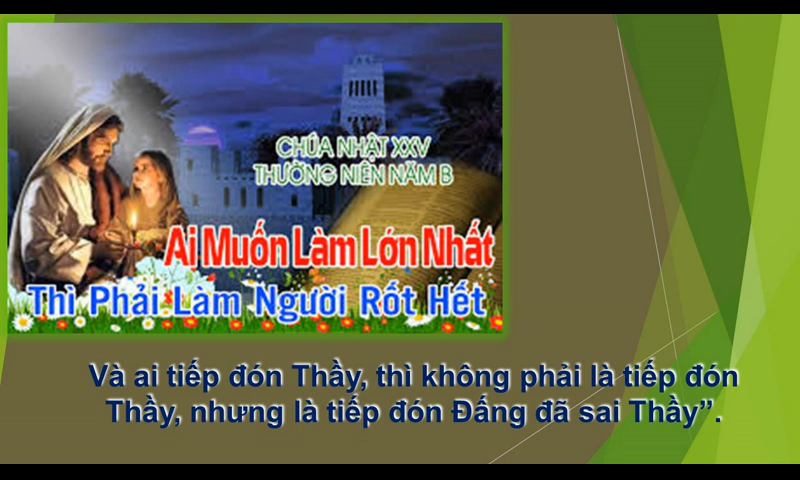 CHÚA NHẬT XXV
THƯỜNG NIÊN NĂM B
Ai Muốn Làm Lớn Nhất
Thì Phải Làm Người Rốt Hết
Và ai tiếp đón Thầy, thì không phải là tiếp đón
Thầy, nhưng là tiếp đón Đấng đã sai Thầy”.